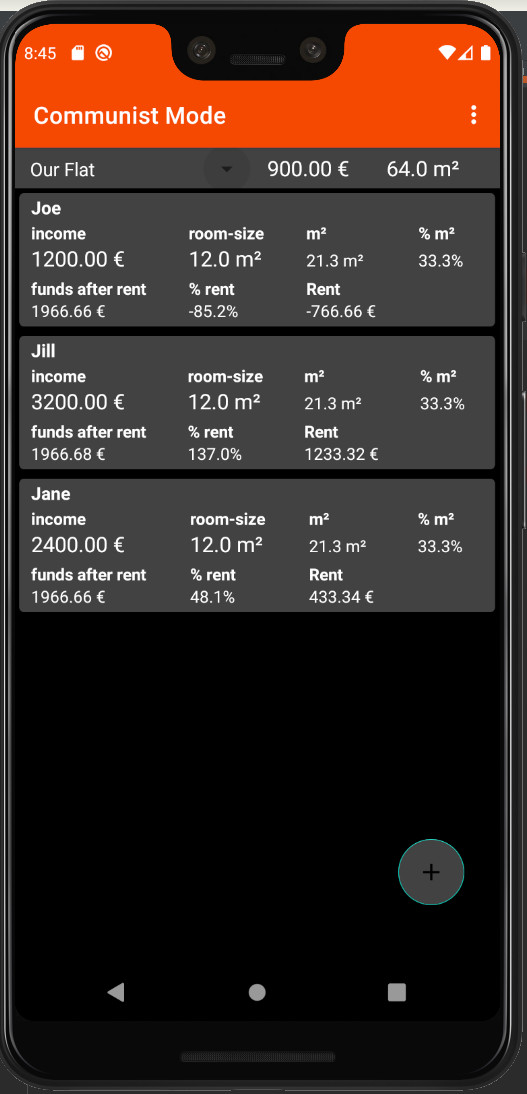 8:45
Communist Mode
Our Flat 900.00 € 64.0 m²
Joe
income room-size m² % m²
1200.00 € 12.0 m² 21.3 m² 33.3%
funds after rent % rent Rent
1966.66 € -85.2% -766.66 €
Jill
income room-size m² % m²
3200.00 € 12.0 m² 21.3 m² 33.3%
funds after rent % rent Rent
1966.68 € 137.0% 1233.32 €
Jane
income room-size m² % m²
2400.00 € 12.0 m² 21.3 m² 33.3%
funds after rent % rent Rent
1966.66 € 48.1% 433.34 €
+